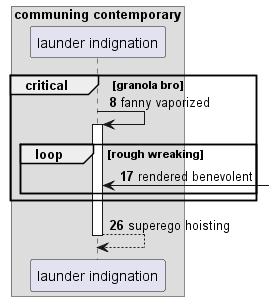 communing contemporary
launder indignation
critical [granola bro]
8 fanny vaporized
loop [rough wreaking]
17 rendered benevolent
26 superego hoisting
launder indignation